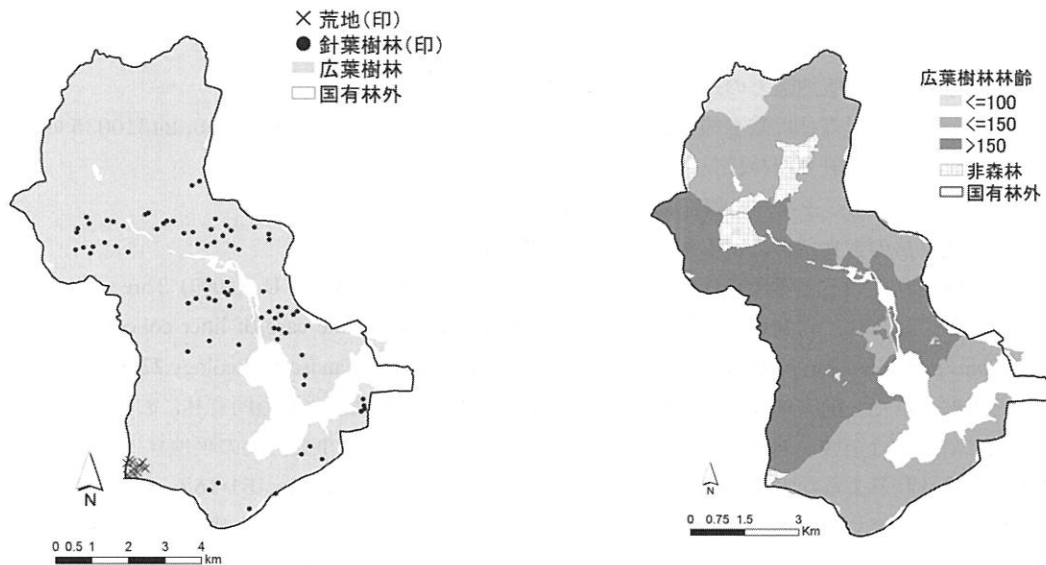 × 荒地(印)
● 針葉樹林(印)
広葉樹林
国有林外
N
0 0.5 1 2 3 4
km
広葉樹林林齢
<=100
<=150
>150
非森林
国有林外
N
0 0.75 1.5 3
Km